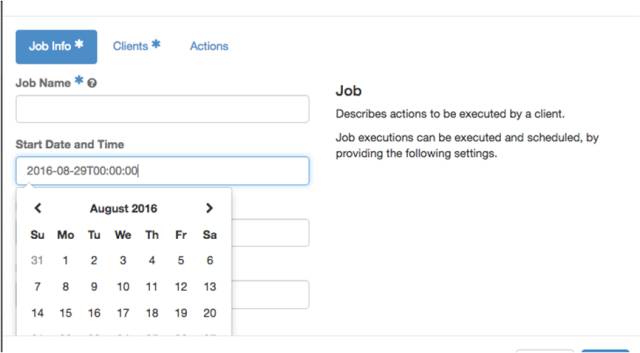 Job Info * Clients * Actions
Job Name *
Start Date and Time
2016-08-29T00:00:00
August 2016
Su Mo Tu We Th Fr Sa
31 1 2 3 4 5 6
7 8 9 10 11 12 13
14 15 16 17 18 19 20
Job
Describes actions to be executed by a client.
Job executions can be executed and scheduled, by
providing the following settings.